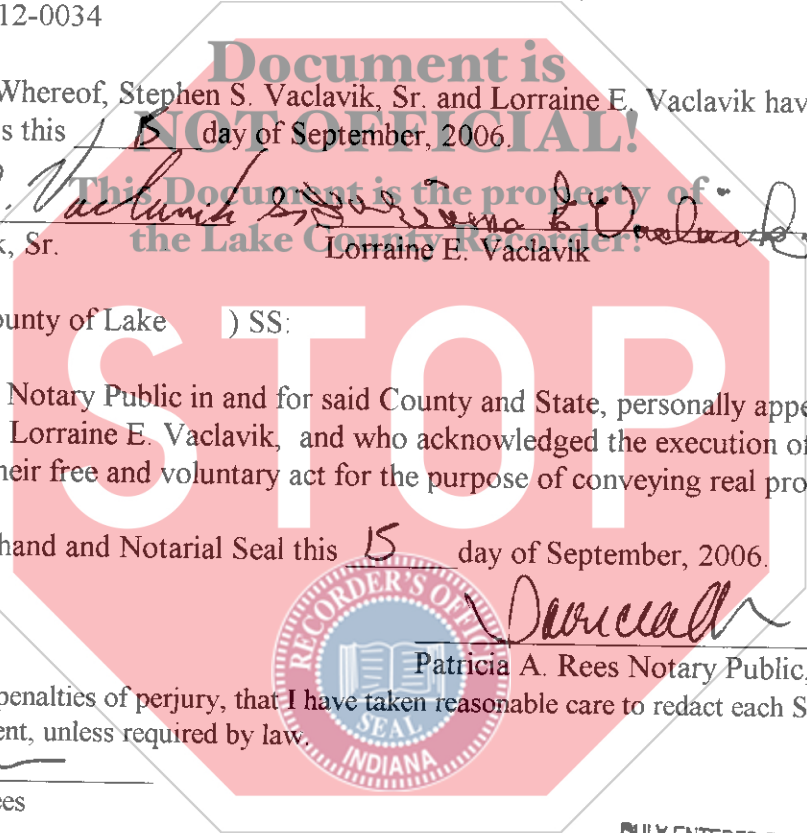 12-0034
Document is
Whereof, Stephen S. Vaclavik, Sr. and Lorraine E. Vaclavik hav
s this 15 day of September, 2006.
NOT OFFICIAL!
This Document is the property of
the Lake County Recorder!
Vaclavik Sr. Lorraine E Vaclavik
k, Sr. Lorraine E. Vaclavik
ounty of Lake ) SS:
STOP
Notary Public in and for said County and State, personally appe
Lorraine E. Vaclavik, and who acknowledged the execution of
heir free and voluntary act for the purpose of conveying real pro
hand and Notarial Seal this 15 day of September, 2006.
Patricia A. Rees Notary Public,
penalties of perjury, that I have taken reasonable care to redact each S
ent, unless required by law.
RECORDER'S OFFICE
SEAL
INDIANA
ees